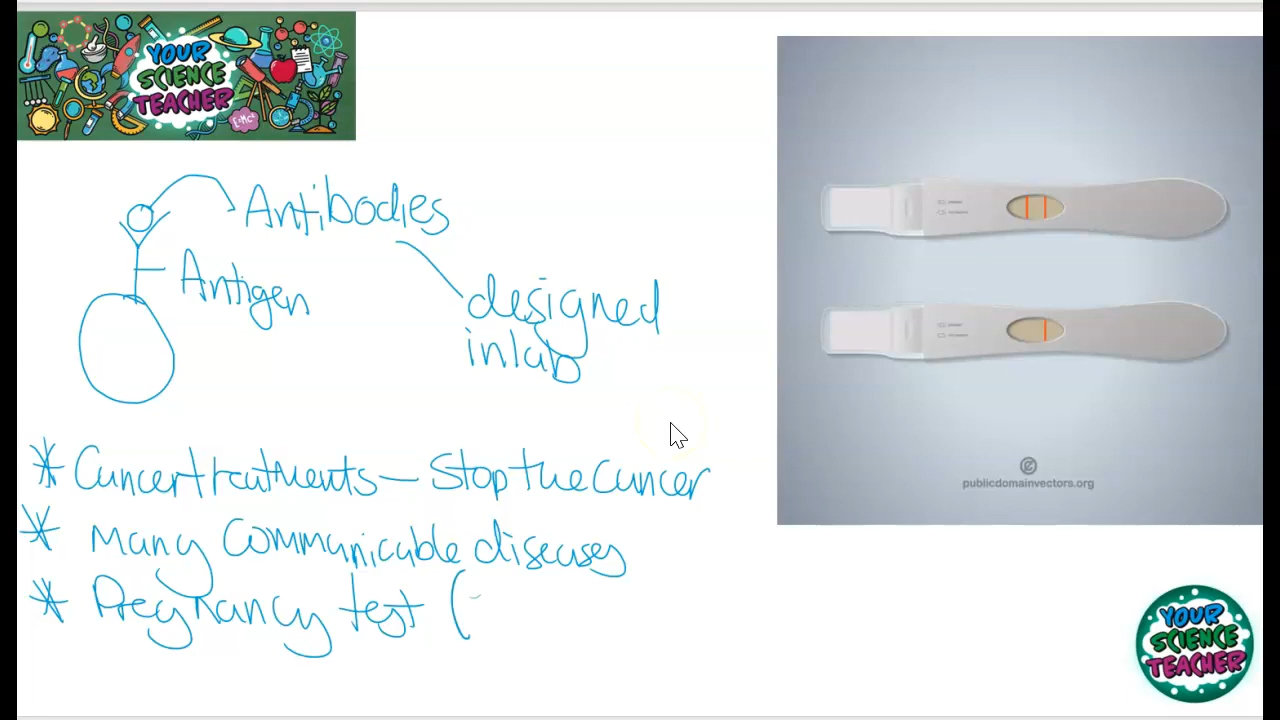 YOUR
SCIENCE
TEACHER
E=MC²
Antibodies
Antigen
designed
in lab
* Cancer treatments - Stop the cancer
* Many Communicable diseases
* Pregnancy test (
publicdomainvectors.org
YOUR
SCIENCE
TEACHER